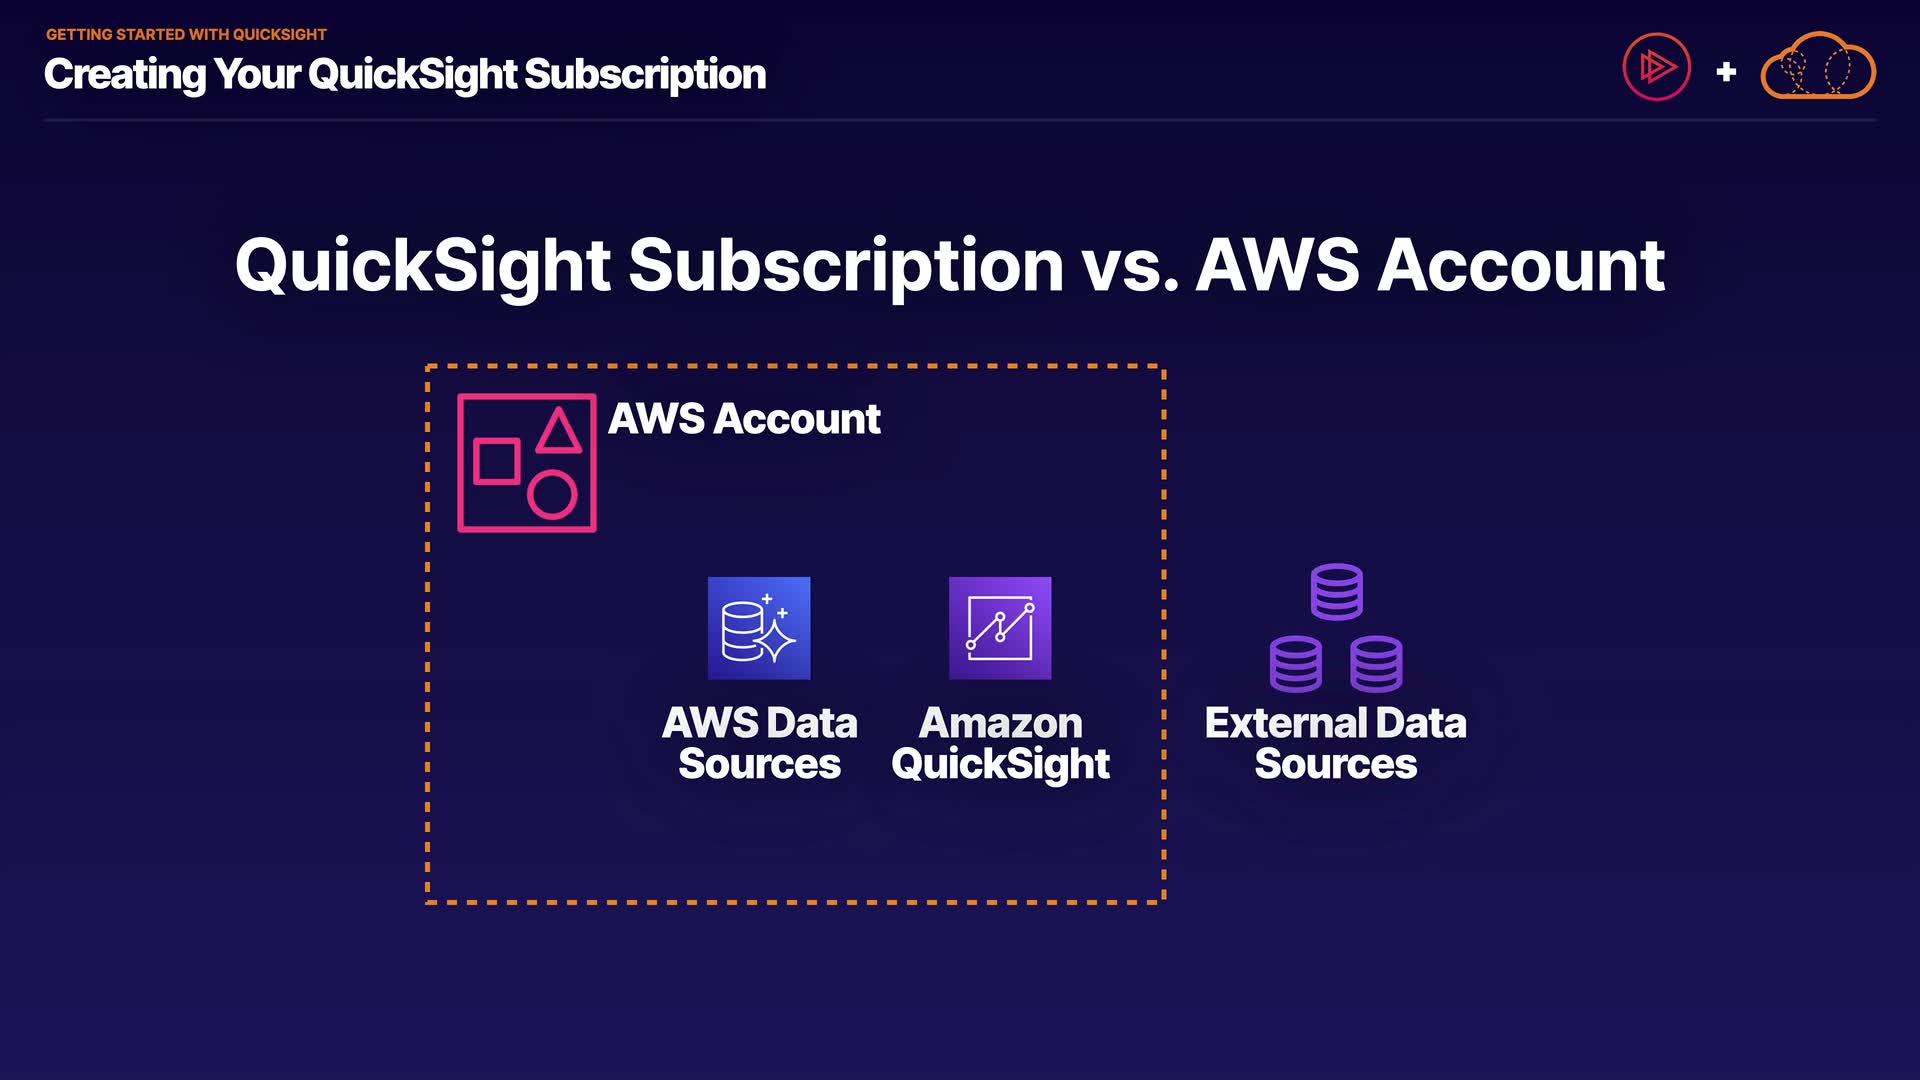 GETTING STARTED WITH QUICKSIGHT
Creating Your QuickSight Subscription
+
QuickSight Subscription vs. AWS Account
AWS Account
AWS Data
Sources
Amazon
QuickSight
External Data
Sources